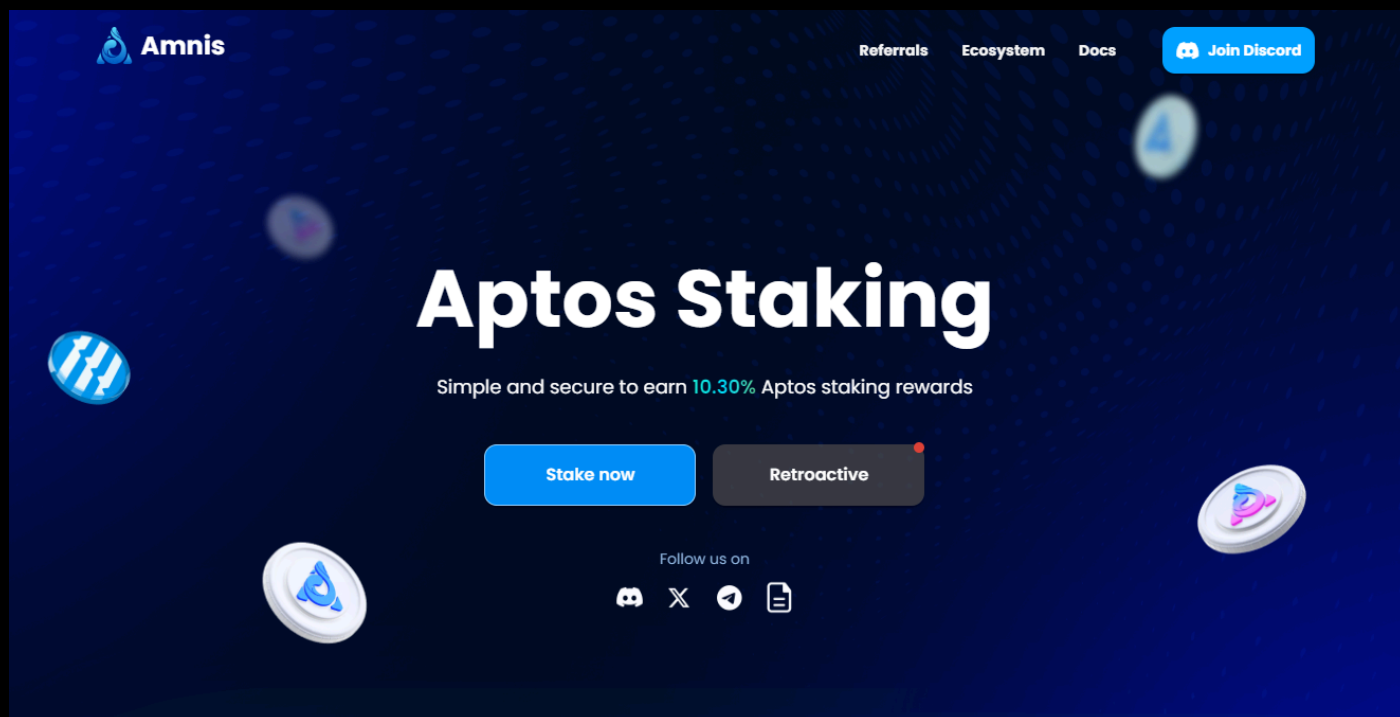 Amnis
Referrals Ecosystem Docs Join Discord
Aptos Staking
Simple and secure to earn 10.30% Aptos staking rewards
Stake now Retroactive
Follow us on